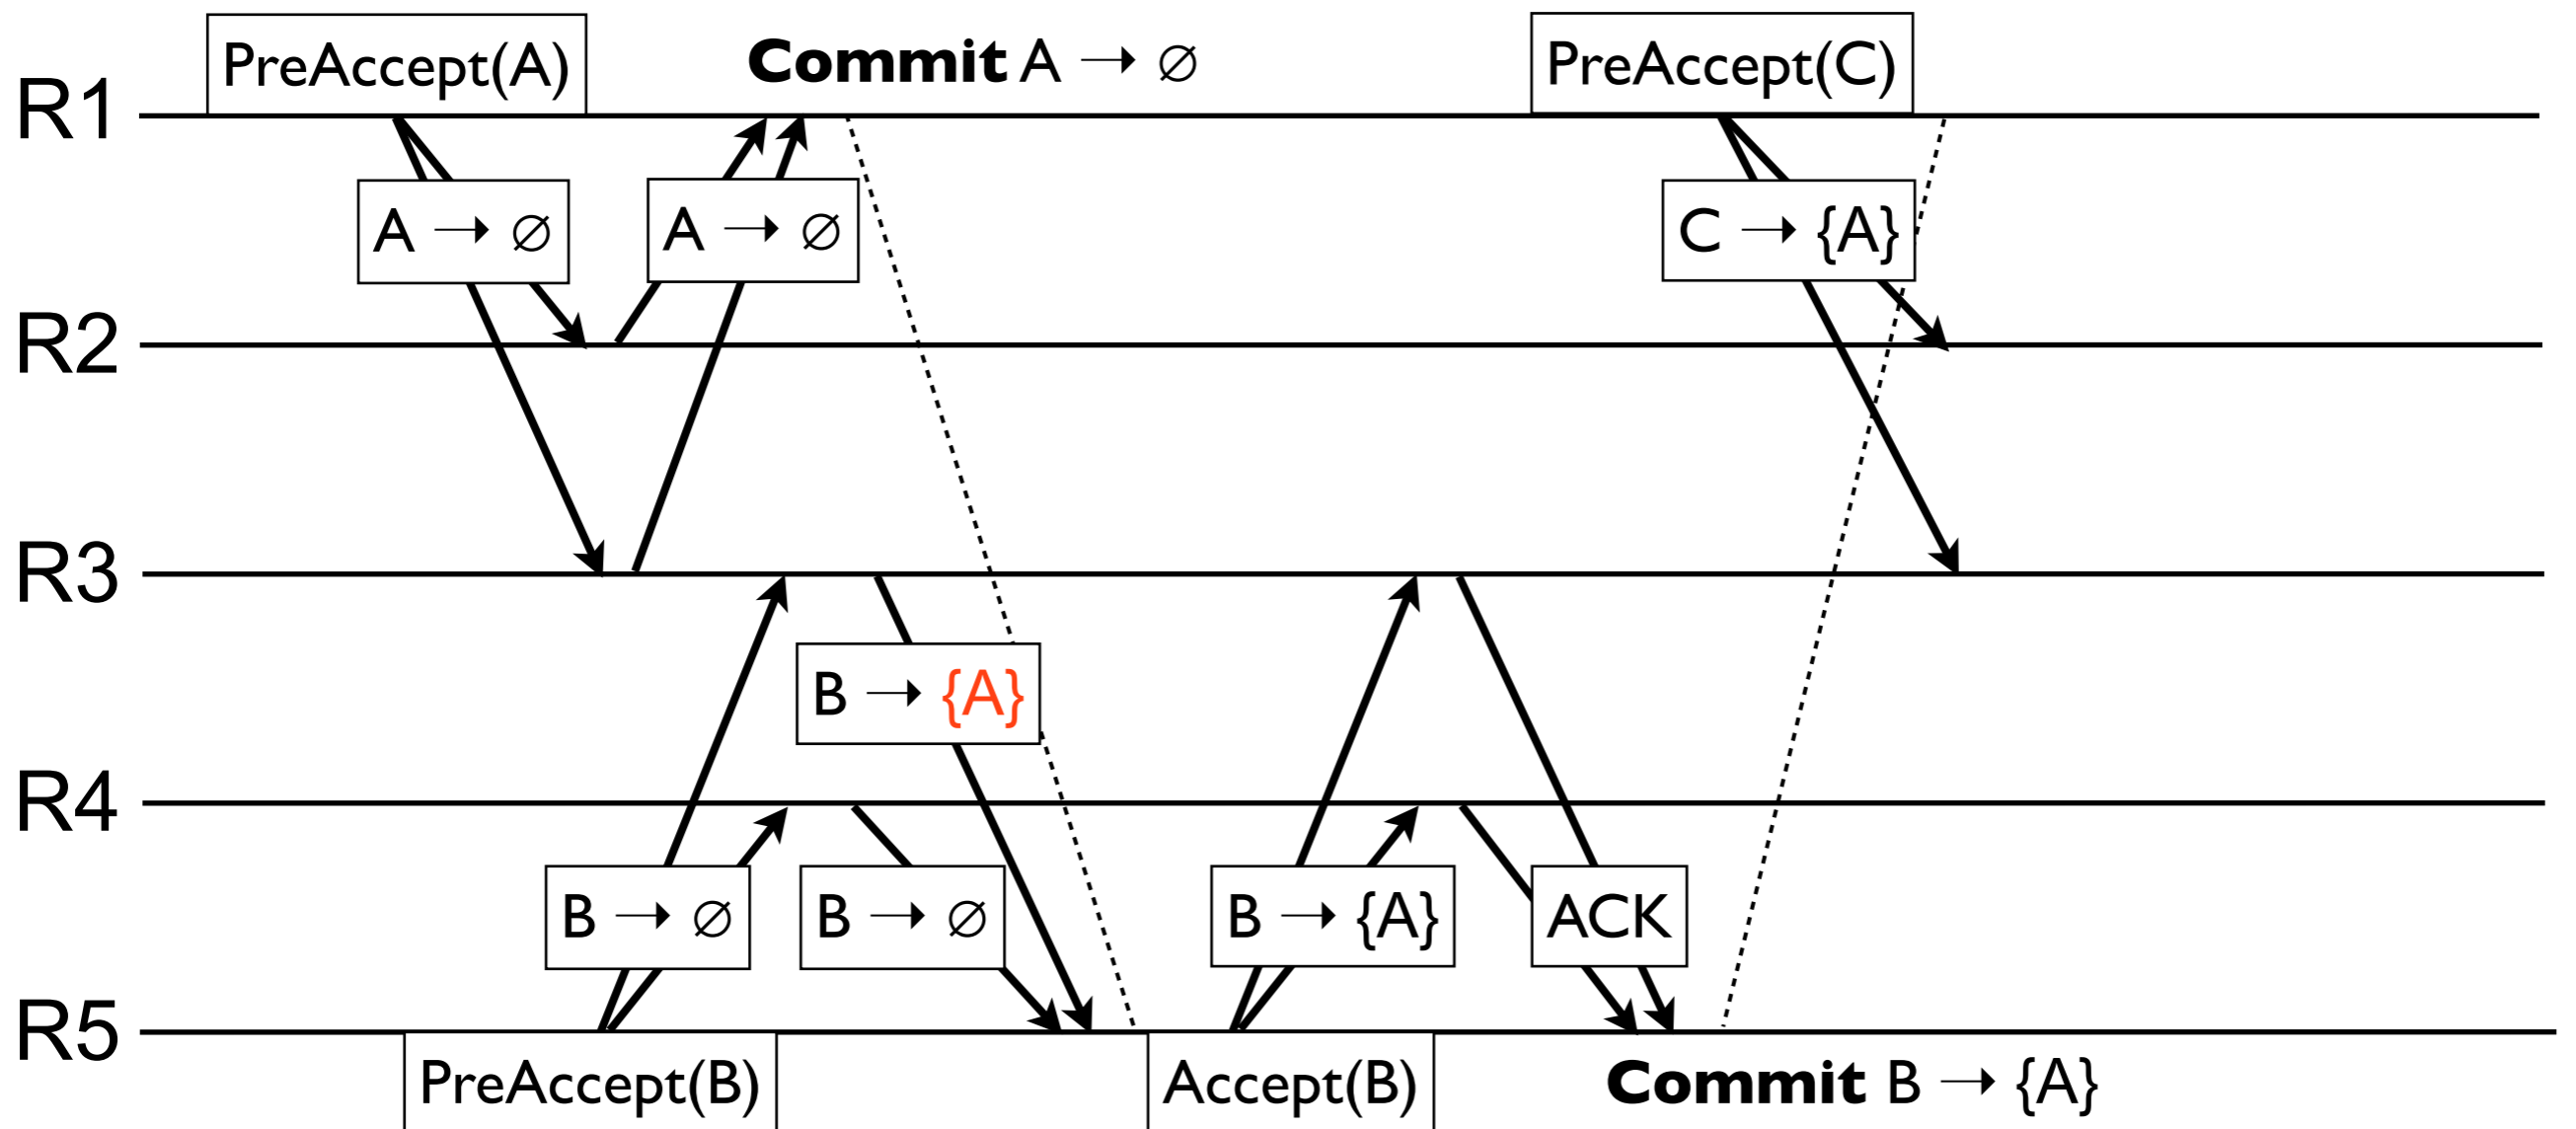 PreAccept(A)
Commit A → ∅
PreAccept(C)
R1
A → ∅
A → ∅
C → {A}
R2
R3
B → {A}
R4
B → ∅
B → ∅
B → {A}
ACK
R5
PreAccept(B)
Accept(B)
Commit B → {A}